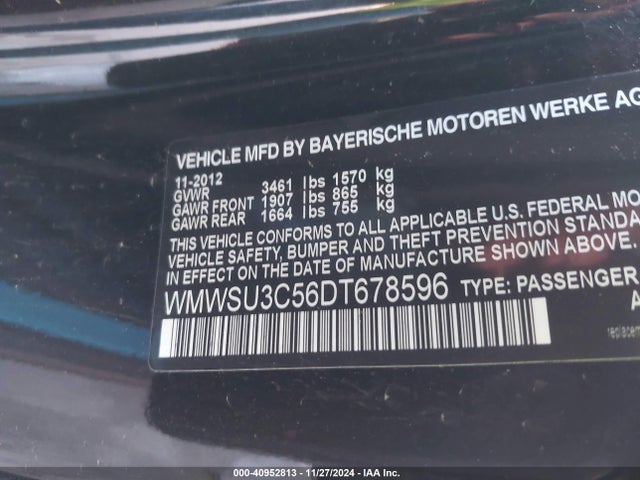 VEHICLE MFD BY BAYERISCHE MOTOREN WERKE AG
11-2012
GVWR 3461 lbs 1570 kg
GAWR FRONT 1907 lbs 865 kg
GAWR REAR 1664 lbs 755 kg
THIS VEHICLE CONFORMS TO ALL APPLICABLE U.S. FEDERAL MO
VEHICLE SAFETY, BUMPER AND THEFT PREVENTION STANDA
IN EFFECT ON THE DATE OF MANUFACTURE SHOWN ABOVE
WMWSU3C56DT678596 TYPE: PASSENGER
A
replacem
000-40952813 - 11/27/2024 - IAA Inc.